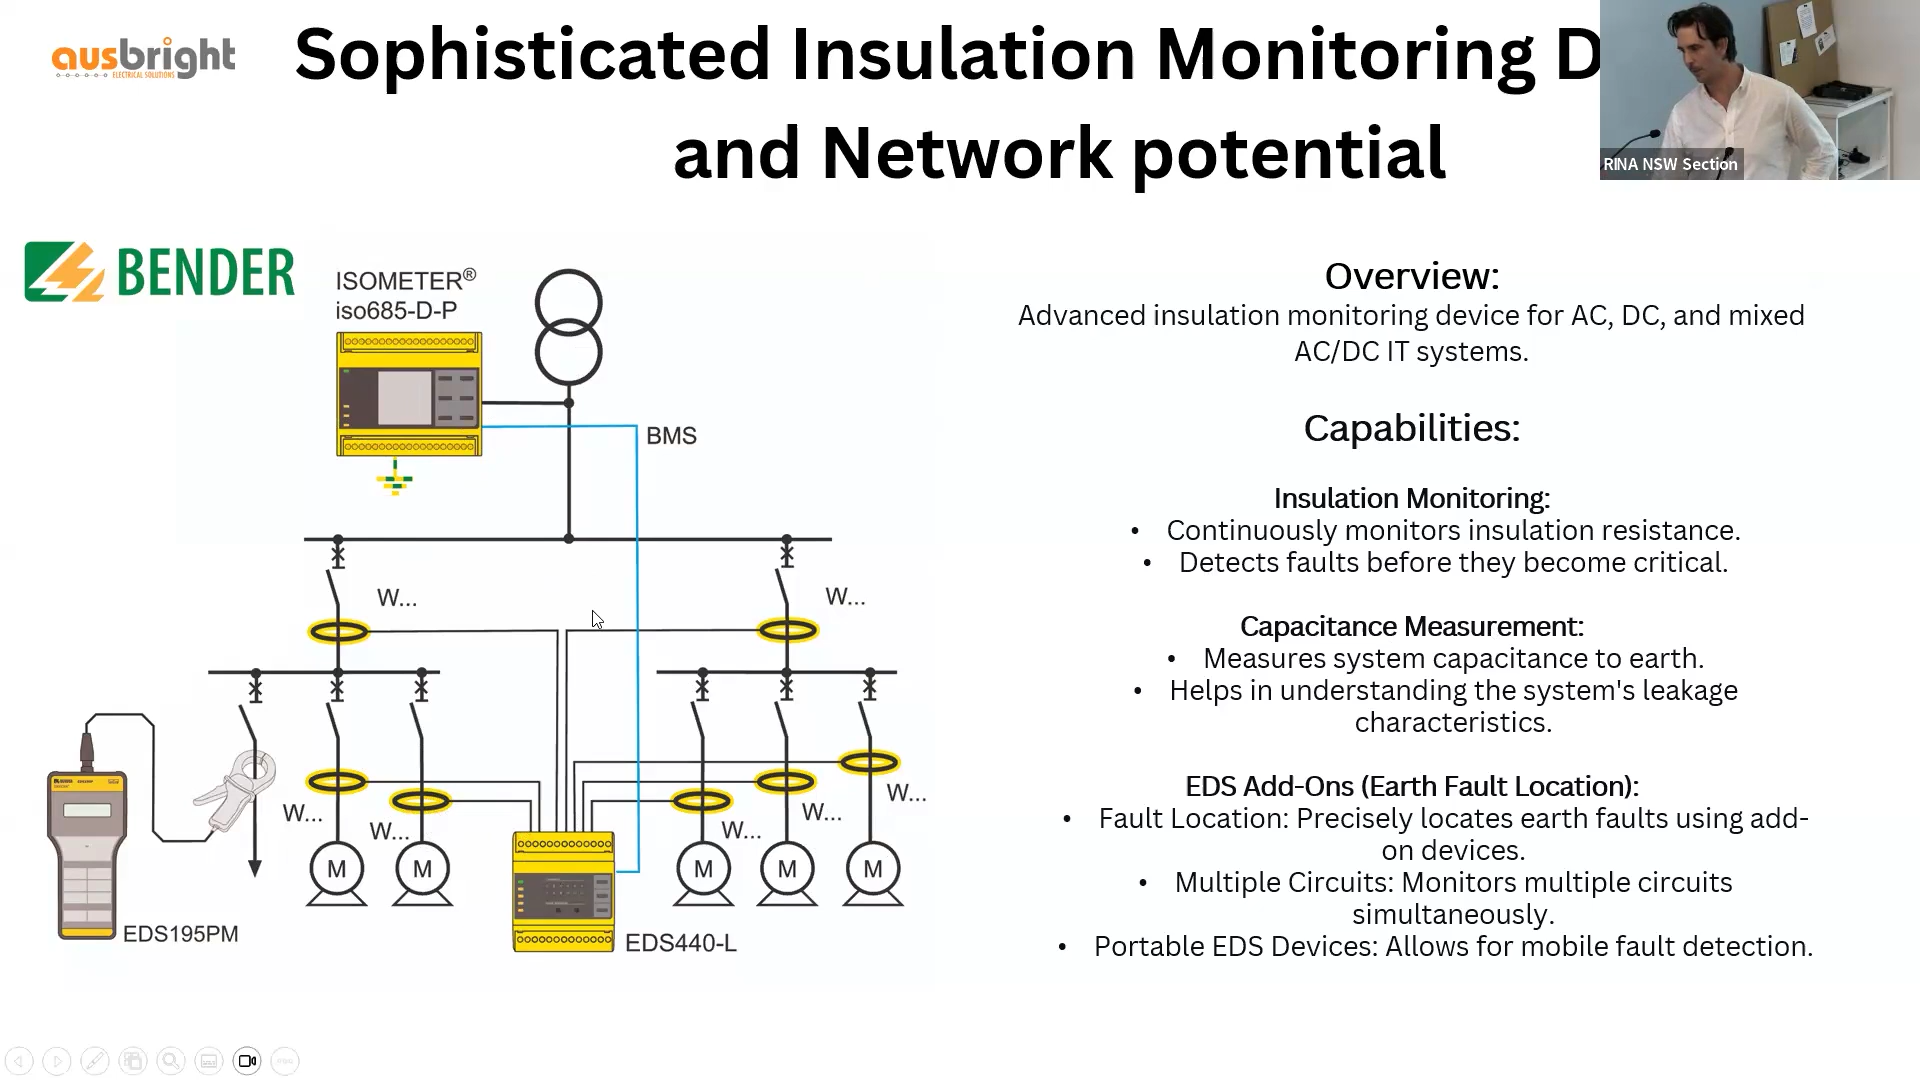 ausbright
ELECTRICAL SOLUTIONS
Sophisticated Insulation Monitoring D
and Network potential
RINA NSW Section
BENDER
ISOMETER®
iso685-D-P
BMS
W...
W...
W...
W...
W...
W...
W...
M
M
M
M
M
EDS195PM
EDS440-L
Overview:
Advanced insulation monitoring device for AC, DC, and mixed
AC/DC IT systems.
Capabilities:
Insulation Monitoring:
• Continuously monitors insulation resistance.
• Detects faults before they become critical.
Capacitance Measurement:
• Measures system capacitance to earth.
• Helps in understanding the system's leakage
characteristics.
EDS Add-Ons (Earth Fault Location):
• Fault Location: Precisely locates earth faults using add-
on devices.
• Multiple Circuits: Monitors multiple circuits
simultaneously.
• Portable EDS Devices: Allows for mobile fault detection.